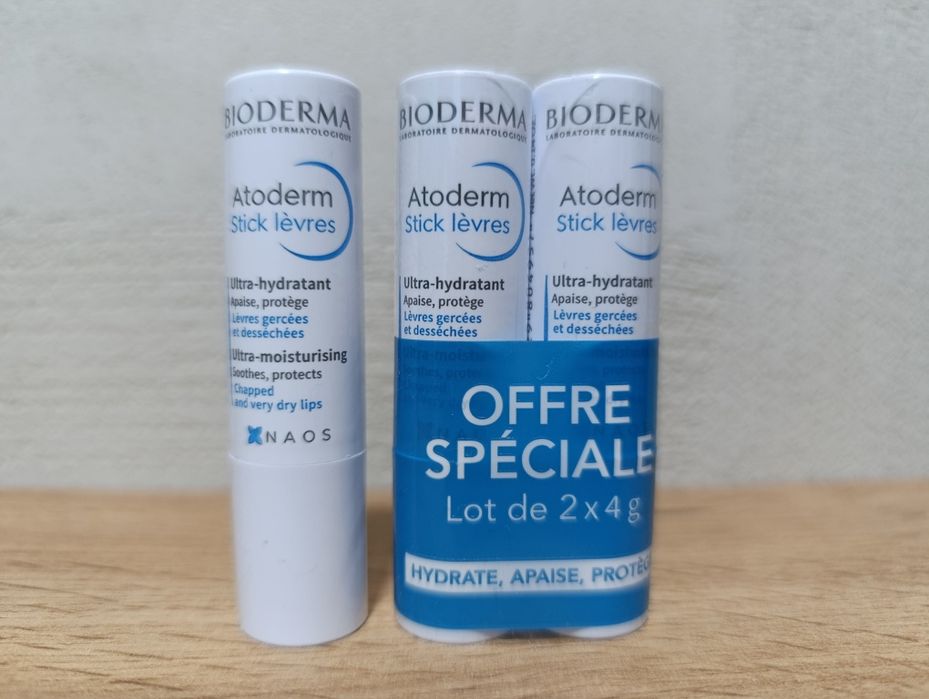 BIODERMA
LABORATOIRE DERMATOLOGIQUE
Atoderm
Stick lèvres
Ultra-hydratant
Apaise, protège
Lèvres gercées
et desséchées
Ultra-moisturising
Soothes, protects
Chapped
and very dry lips
NAOS
BIODERMA
LABORATOIRE DERMATOLOGIQUE
Atoderm
Stick lèvres
Ultra-hydratant
Apaise, protège
Lèvres gercées
et desséchées
BIODERMA
LABORATOIRE DERMATOLOGIQUE
Atoderm
Stick lèvres
Ultra-hydratant
Apaise, protège
Lèvres gercées
et desséchées
OFFRE
SPÉCIALE
Lot de 2 x 4 g
HYDRATE, APAISE, PROTÈGE